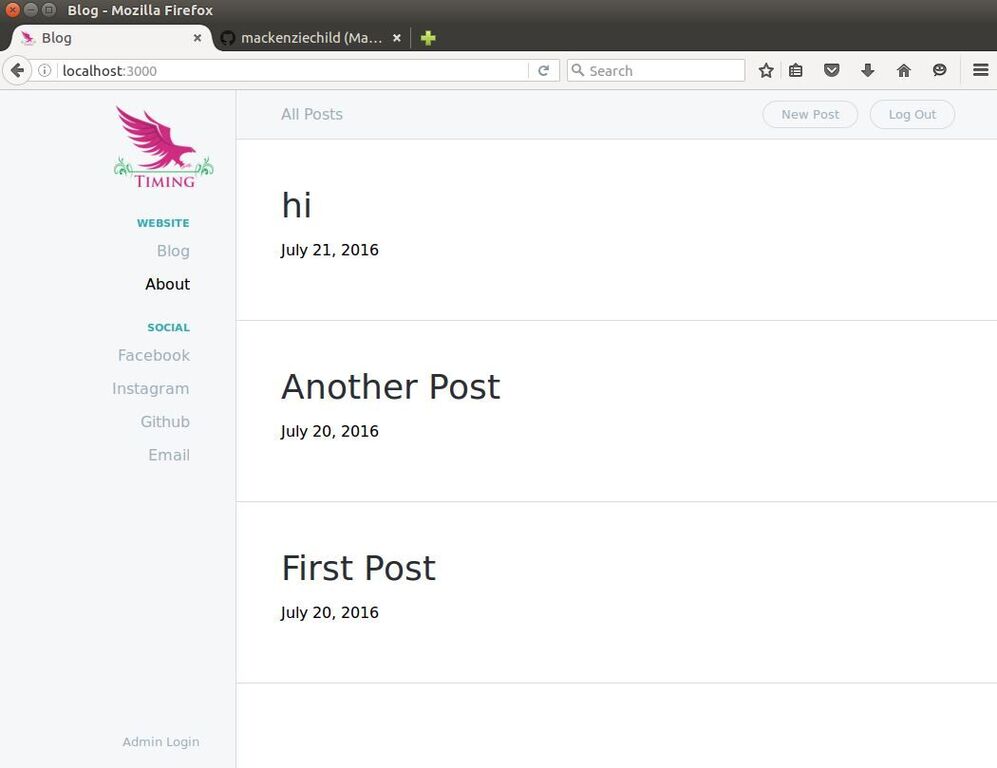 Blog - Mozilla Firefox
Blog
mackenziechild (Ma...
localhost:3000
Search
TIMING
WEBSITE
Blog
About
SOCIAL
Facebook
Instagram
Github
Email
Admin Login
All Posts
New Post
Log Out
hi
July 21, 2016
Another Post
July 20, 2016
First Post
July 20, 2016